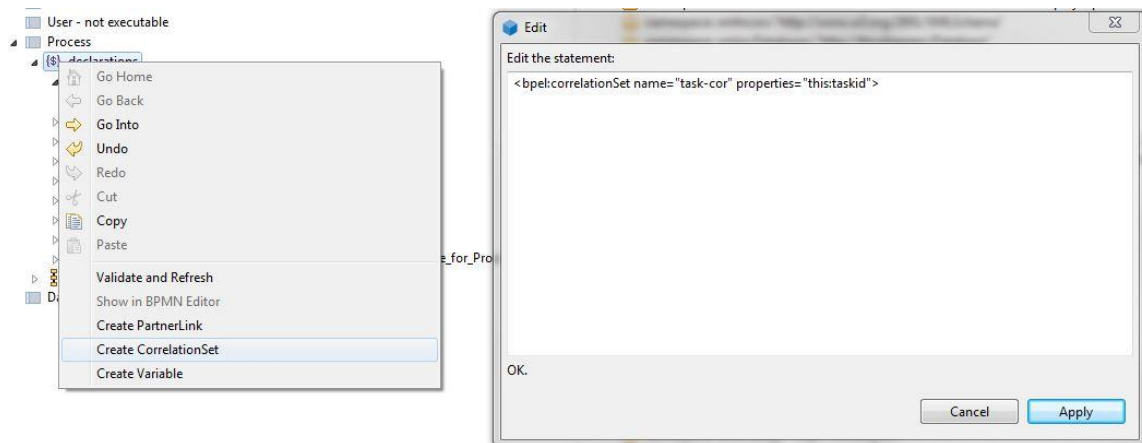 User - not executable
Process
{$} declarations
Go Home
Go Back
Go Into
Undo
Redo
Cut
Copy
Paste
Validate and Refresh
Show in BPMN Editor
Create PartnerLink
Create CorrelationSet
Create Variable
e_for_Pro
Edit
Edit the statement:
<bpel:correlationSet name="task-cor" properties="this:taskid">
OK.
Cancel
Apply